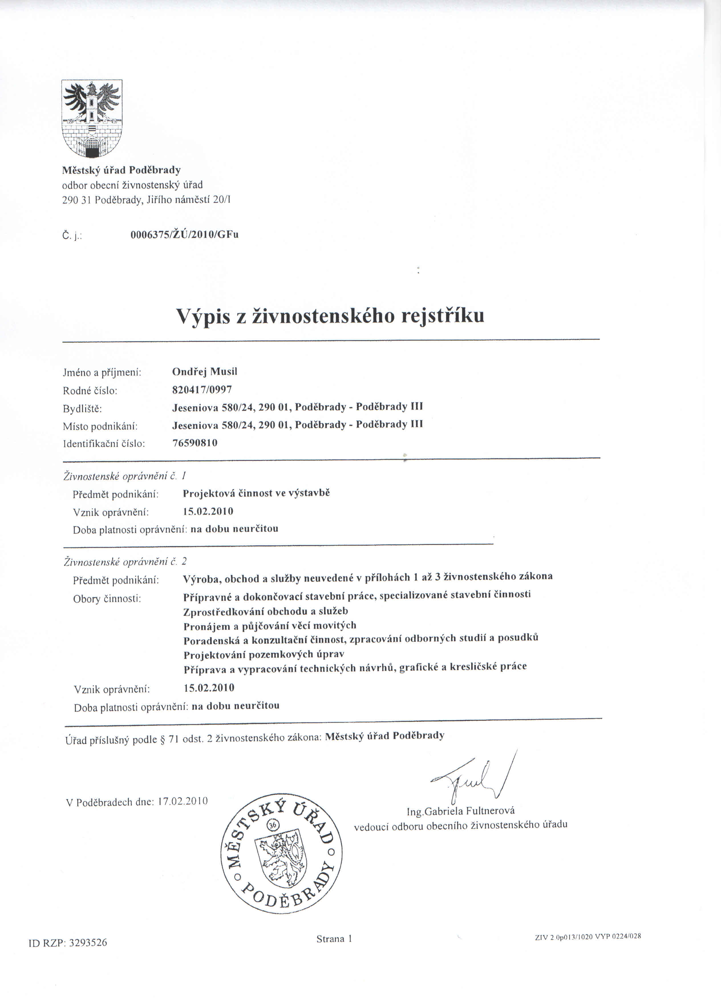 Městský úřad Poděbrady
odbor obecní živnostenský úřad
290 31 Poděbrady, Jiřího náměstí 20/I
Č. j.: 0006375/ŽÚ/2010/GFu
Výpis z živnostenského rejstříku
Jméno a příjmení: Ondřej Musil
Rodné číslo: 820417/0997
Bydliště: Jeseniova 580/24, 290 01, Poděbrady - Poděbrady III
Místo podnikání: Jeseniova 580/24, 290 01, Poděbrady - Poděbrady III
Identifikační číslo: 76590810
Živnostenské oprávnění č. 1
Předmět podnikání: Projektová činnost ve výstavbě
Vznik oprávnění: 15.02.2010
Doba platnosti oprávnění: na dobu neurčitou
Živnostenské oprávnění č. 2
Předmět podnikání: Výroba, obchod a služby neuvedené v přílohách 1 až 3 živnostenského zákona
Obory činnosti: Přípravné a dokončovací stavební práce, specializované stavební činnosti
Zprostředkování obchodu a služeb
Pronájem a půjčování věcí movitých
Poradenská a konzultační činnost, zpracování odborných studií a posudků
Projektování pozemkových úprav
Příprava a vypracování technických návrhů, grafické a kresličské práce
Vznik oprávnění: 15.02.2010
Doba platnosti oprávnění: na dobu neurčitou
Úřad příslušný podle § 71 odst. 2 živnostenského zákona: Městský úřad Poděbrady
V Poděbradech dne: 17.02.2010
Ing.Gabriela Fultnerová
vedoucí odboru obecního živnostenského úřadu
MĚSTSKÝ ÚŘAD
36
PODĚBRADY
ID RZP: 3293526
Strana 1
ZIV 2.0p013/1020 VYP 0224/028